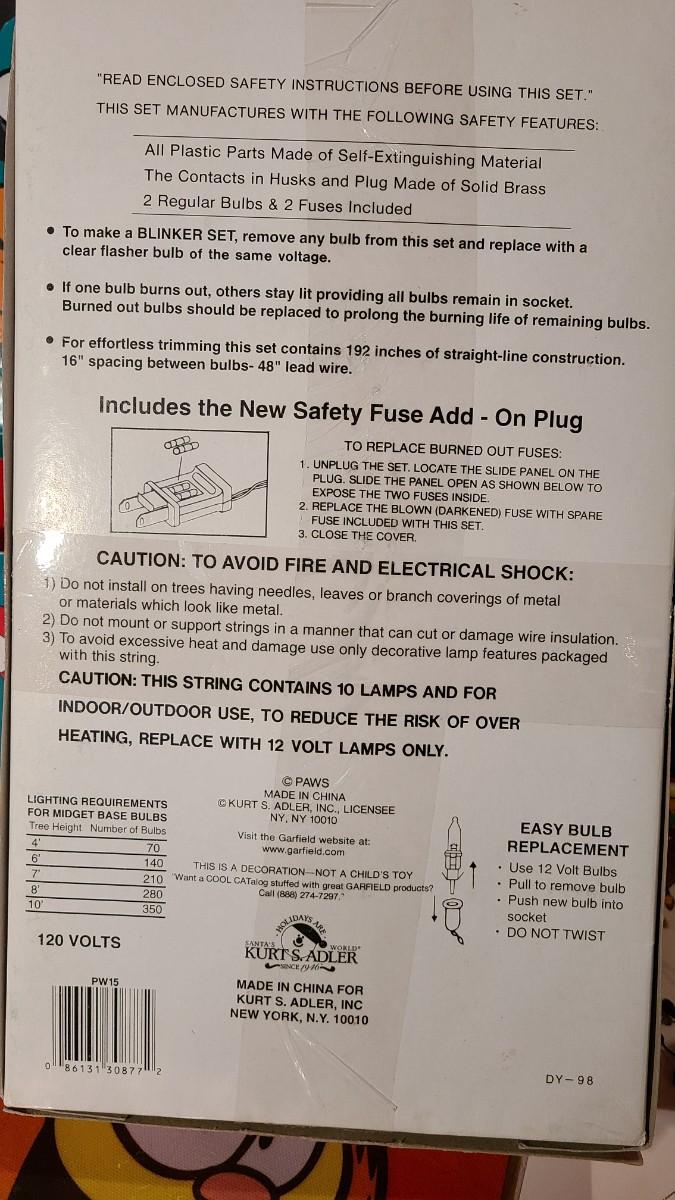 "READ ENCLOSED SAFETY INSTRUCTIONS BEFORE USING THIS SET."
THIS SET MANUFACTURES WITH THE FOLLOWING SAFETY FEATURES:
All Plastic Parts Made of Self-Extinguishing Material
The Contacts in Husks and Plug Made of Solid Brass
2 Regular Bulbs & 2 Fuses Included
• To make a BLINKER SET, remove any bulb from this set and replace with a
clear flasher bulb of the same voltage.
• If one bulb burns out, others stay lit providing all bulbs remain in socket.
Burned out bulbs should be replaced to prolong the burning life of remaining bulbs.
• For effortless trimming this set contains 192 inches of straight-line construction.
16" spacing between bulbs- 48" lead wire.
Includes the New Safety Fuse Add - On Plug
TO REPLACE BURNED OUT FUSES:
1. UNPLUG THE SET. LOCATE THE SLIDE PANEL ON THE
PLUG. SLIDE THE PANEL OPEN AS SHOWN BELOW TO
EXPOSE THE TWO FUSES INSIDE.
2. REPLACE THE BLOWN (DARKENED) FUSE WITH SPARE
FUSE INCLUDED WITH THIS SET.
3. CLOSE THE COVER.
CAUTION: TO AVOID FIRE AND ELECTRICAL SHOCK:
1) Do not install on trees having needles, leaves or branch coverings of metal
or materials which look like metal.
2) Do not mount or support strings in a manner that can cut or damage wire insulation.
3) To avoid excessive heat and damage use only decorative lamp features packaged
with this string.
CAUTION: THIS STRING CONTAINS 10 LAMPS AND FOR
INDOOR/OUTDOOR USE, TO REDUCE THE RISK OF OVER
HEATING, REPLACE WITH 12 VOLT LAMPS ONLY.
LIGHTING REQUIREMENTS
FOR MIDGET BASE BULBS
Tree Height Number of Bulbs
4' 70
6' 140
7' 210
8' 280
10' 350
120 VOLTS
PW15
0 86131 30877 2
© PAWS
MADE IN CHINA
© KURT S. ADLER, INC., LICENSEE
NY, NY 10010
Visit the Garfield website at:
www.garfield.com
THIS IS A DECORATION—NOT A CHILD'S TOY
"Want a COOL CATalog stuffed with great GARFIELD products?
Call (888) 274-7297."
HOLIDAYS ARE
SANTA'S WORLD®
KURT S. ADLER
SINCE 1946
MADE IN CHINA FOR
KURT S. ADLER, INC
NEW YORK, N.Y. 10010
EASY BULB
REPLACEMENT
• Use 12 Volt Bulbs
• Pull to remove bulb
• Push new bulb into
socket
• DO NOT TWIST
DY-98